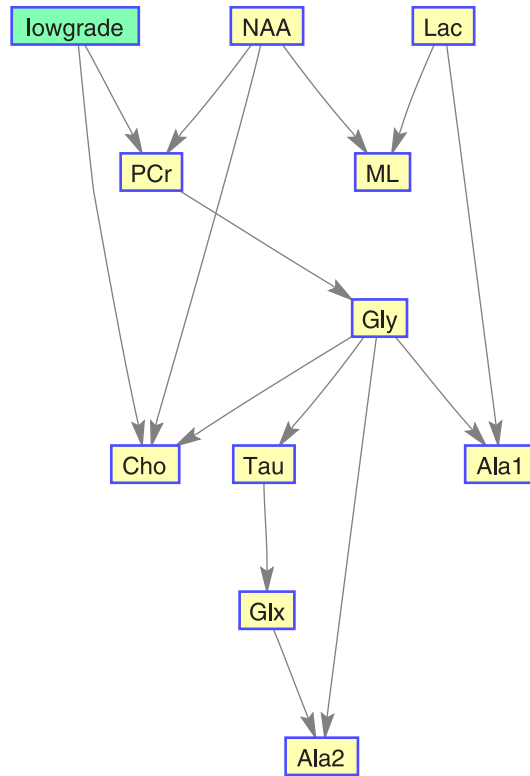 lowgrade
NAA
Lac
PCr
ML
Gly
Cho
Tau
Ala1
Glx
Ala2